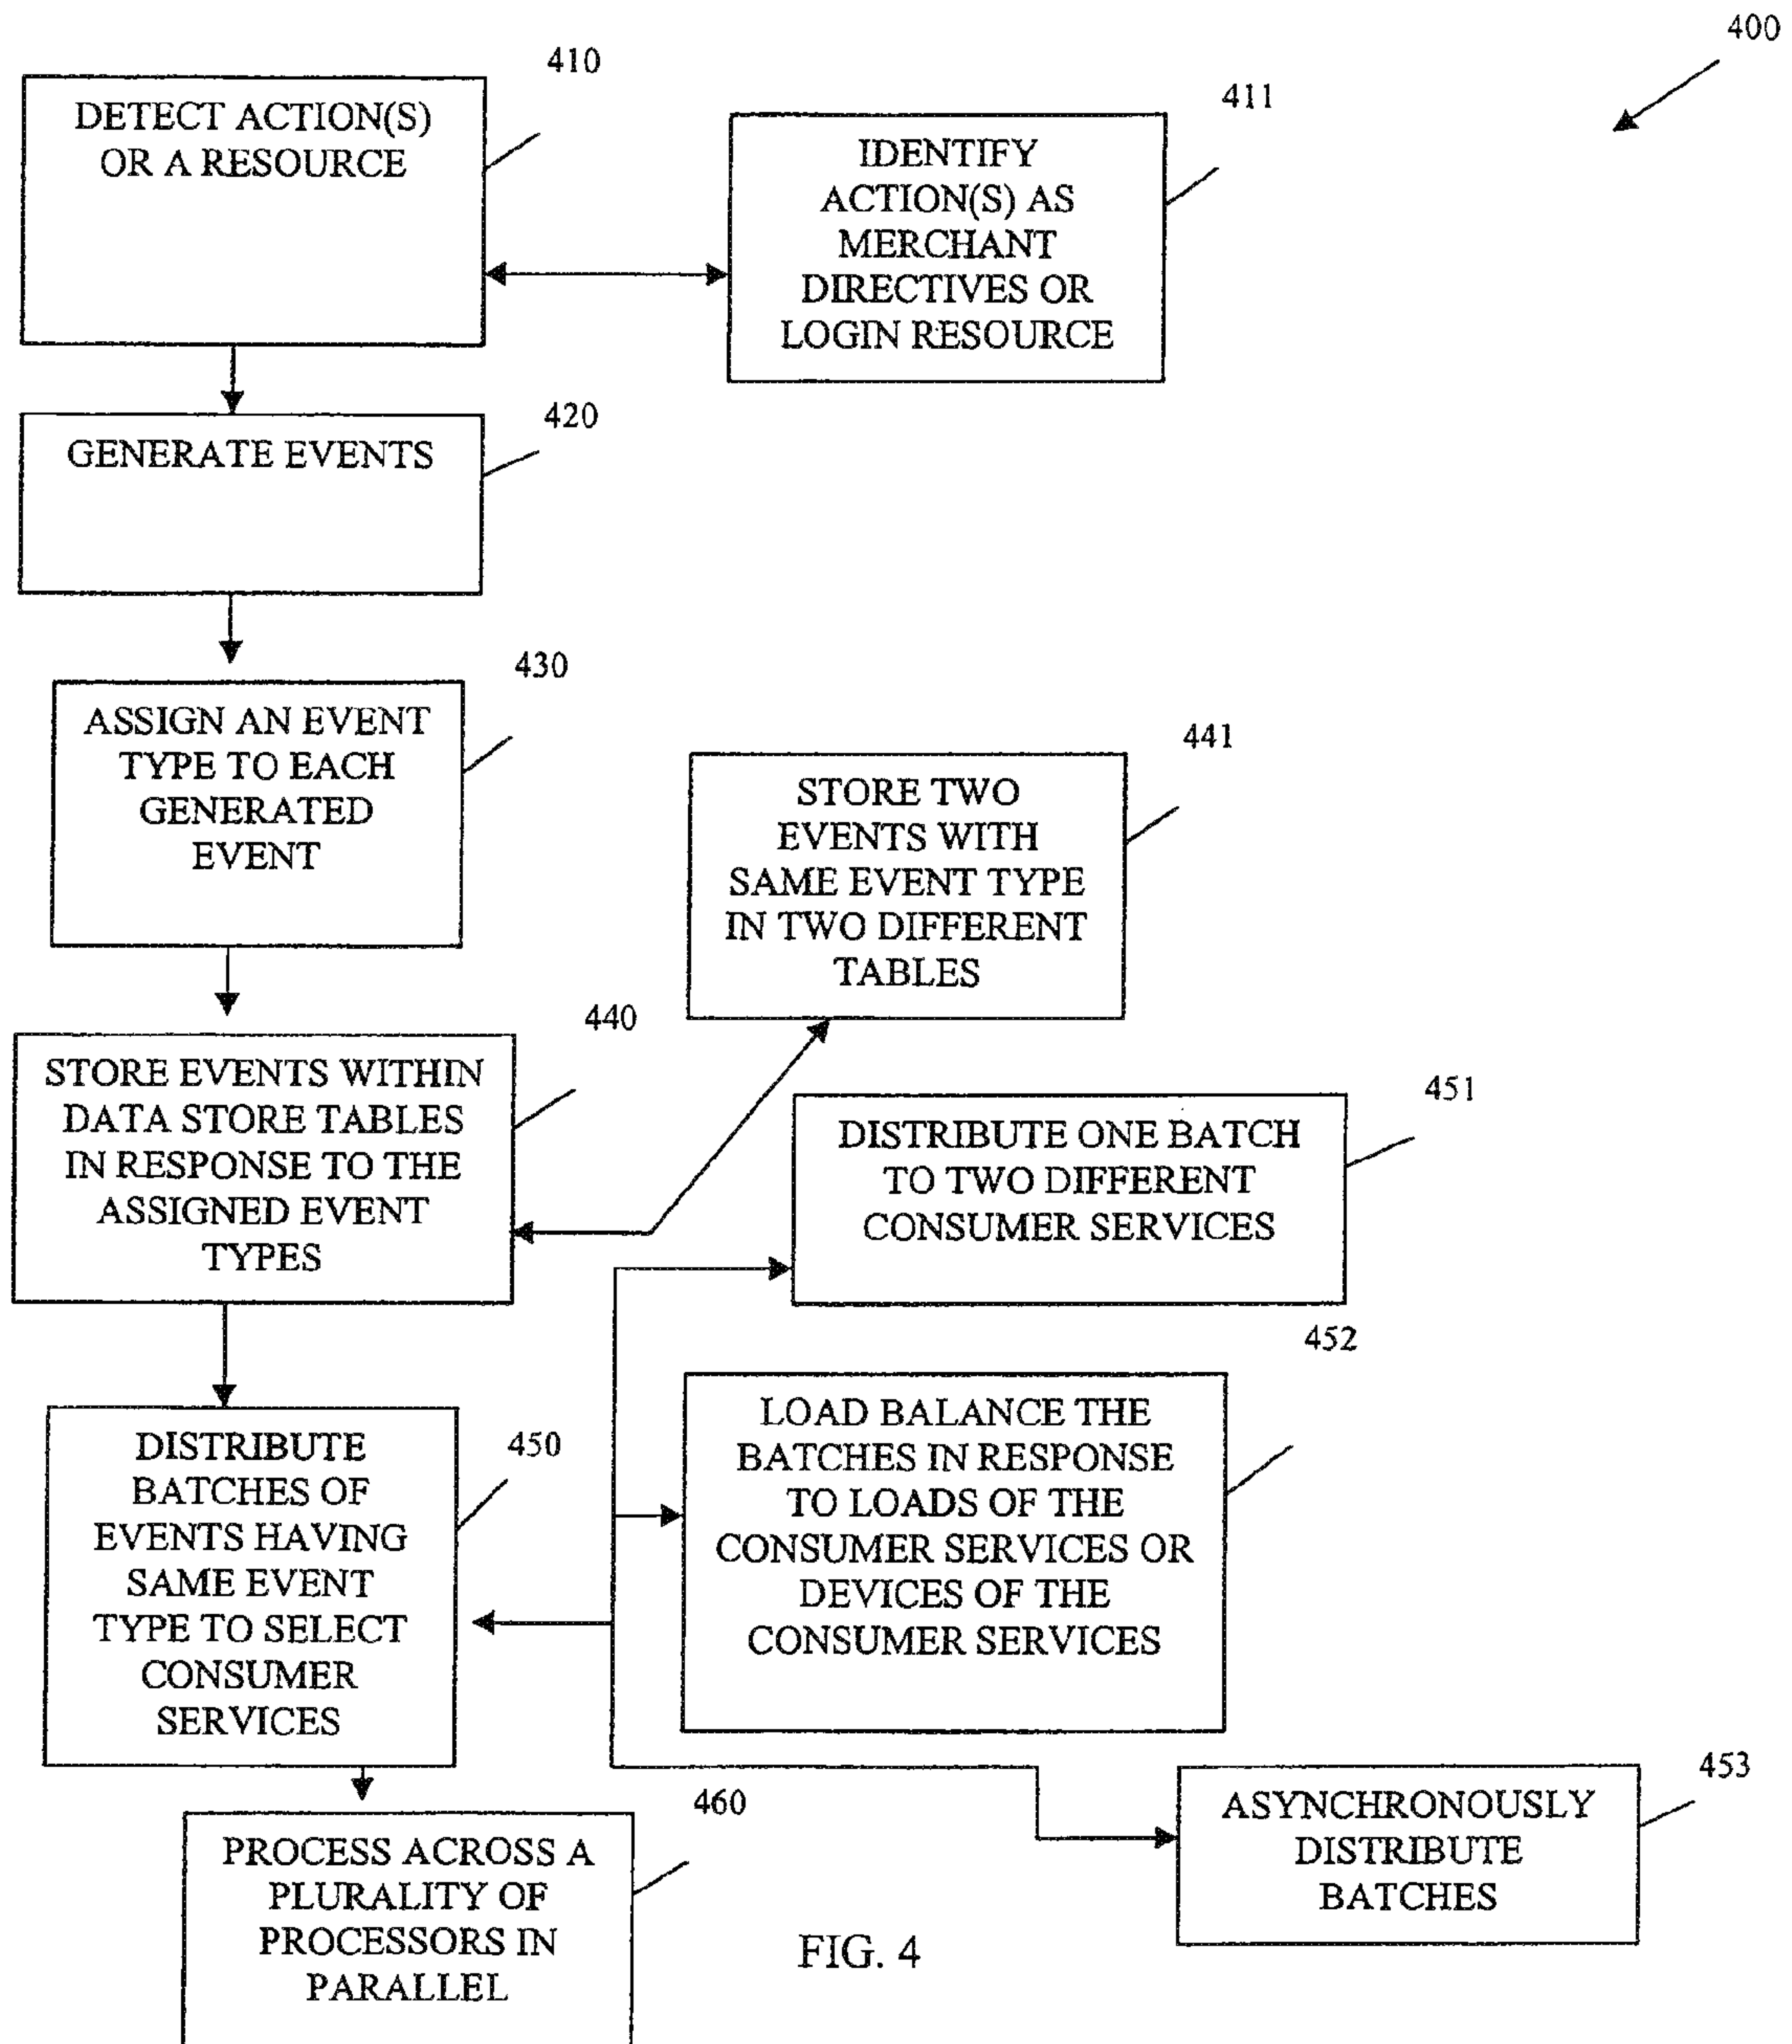 400
410
DETECT ACTION(S)
OR A RESOURCE
411
IDENTIFY
ACTION(S) AS
MERCHANT
DIRECTIVES OR
LOGIN RESOURCE
420
GENERATE EVENTS
430
ASSIGN AN EVENT
TYPE TO EACH
GENERATED
EVENT
441
STORE TWO
EVENTS WITH
SAME EVENT TYPE
IN TWO DIFFERENT
TABLES
440
STORE EVENTS WITHIN
DATA STORE TABLES
IN RESPONSE TO THE
ASSIGNED EVENT
TYPES
451
DISTRIBUTE ONE BATCH
TO TWO DIFFERENT
CONSUMER SERVICES
452
LOAD BALANCE THE
BATCHES IN RESPONSE
TO LOADS OF THE
CONSUMER SERVICES OR
DEVICES OF THE
CONSUMER SERVICES
450
DISTRIBUTE
BATCHES OF
EVENTS HAVING
SAME EVENT
TYPE TO SELECT
CONSUMER
SERVICES
453
ASYNCHRONOUSLY
DISTRIBUTE
BATCHES
460
PROCESS ACROSS A
PLURALITY OF
PROCESSORS IN
PARALLEL
FIG. 4